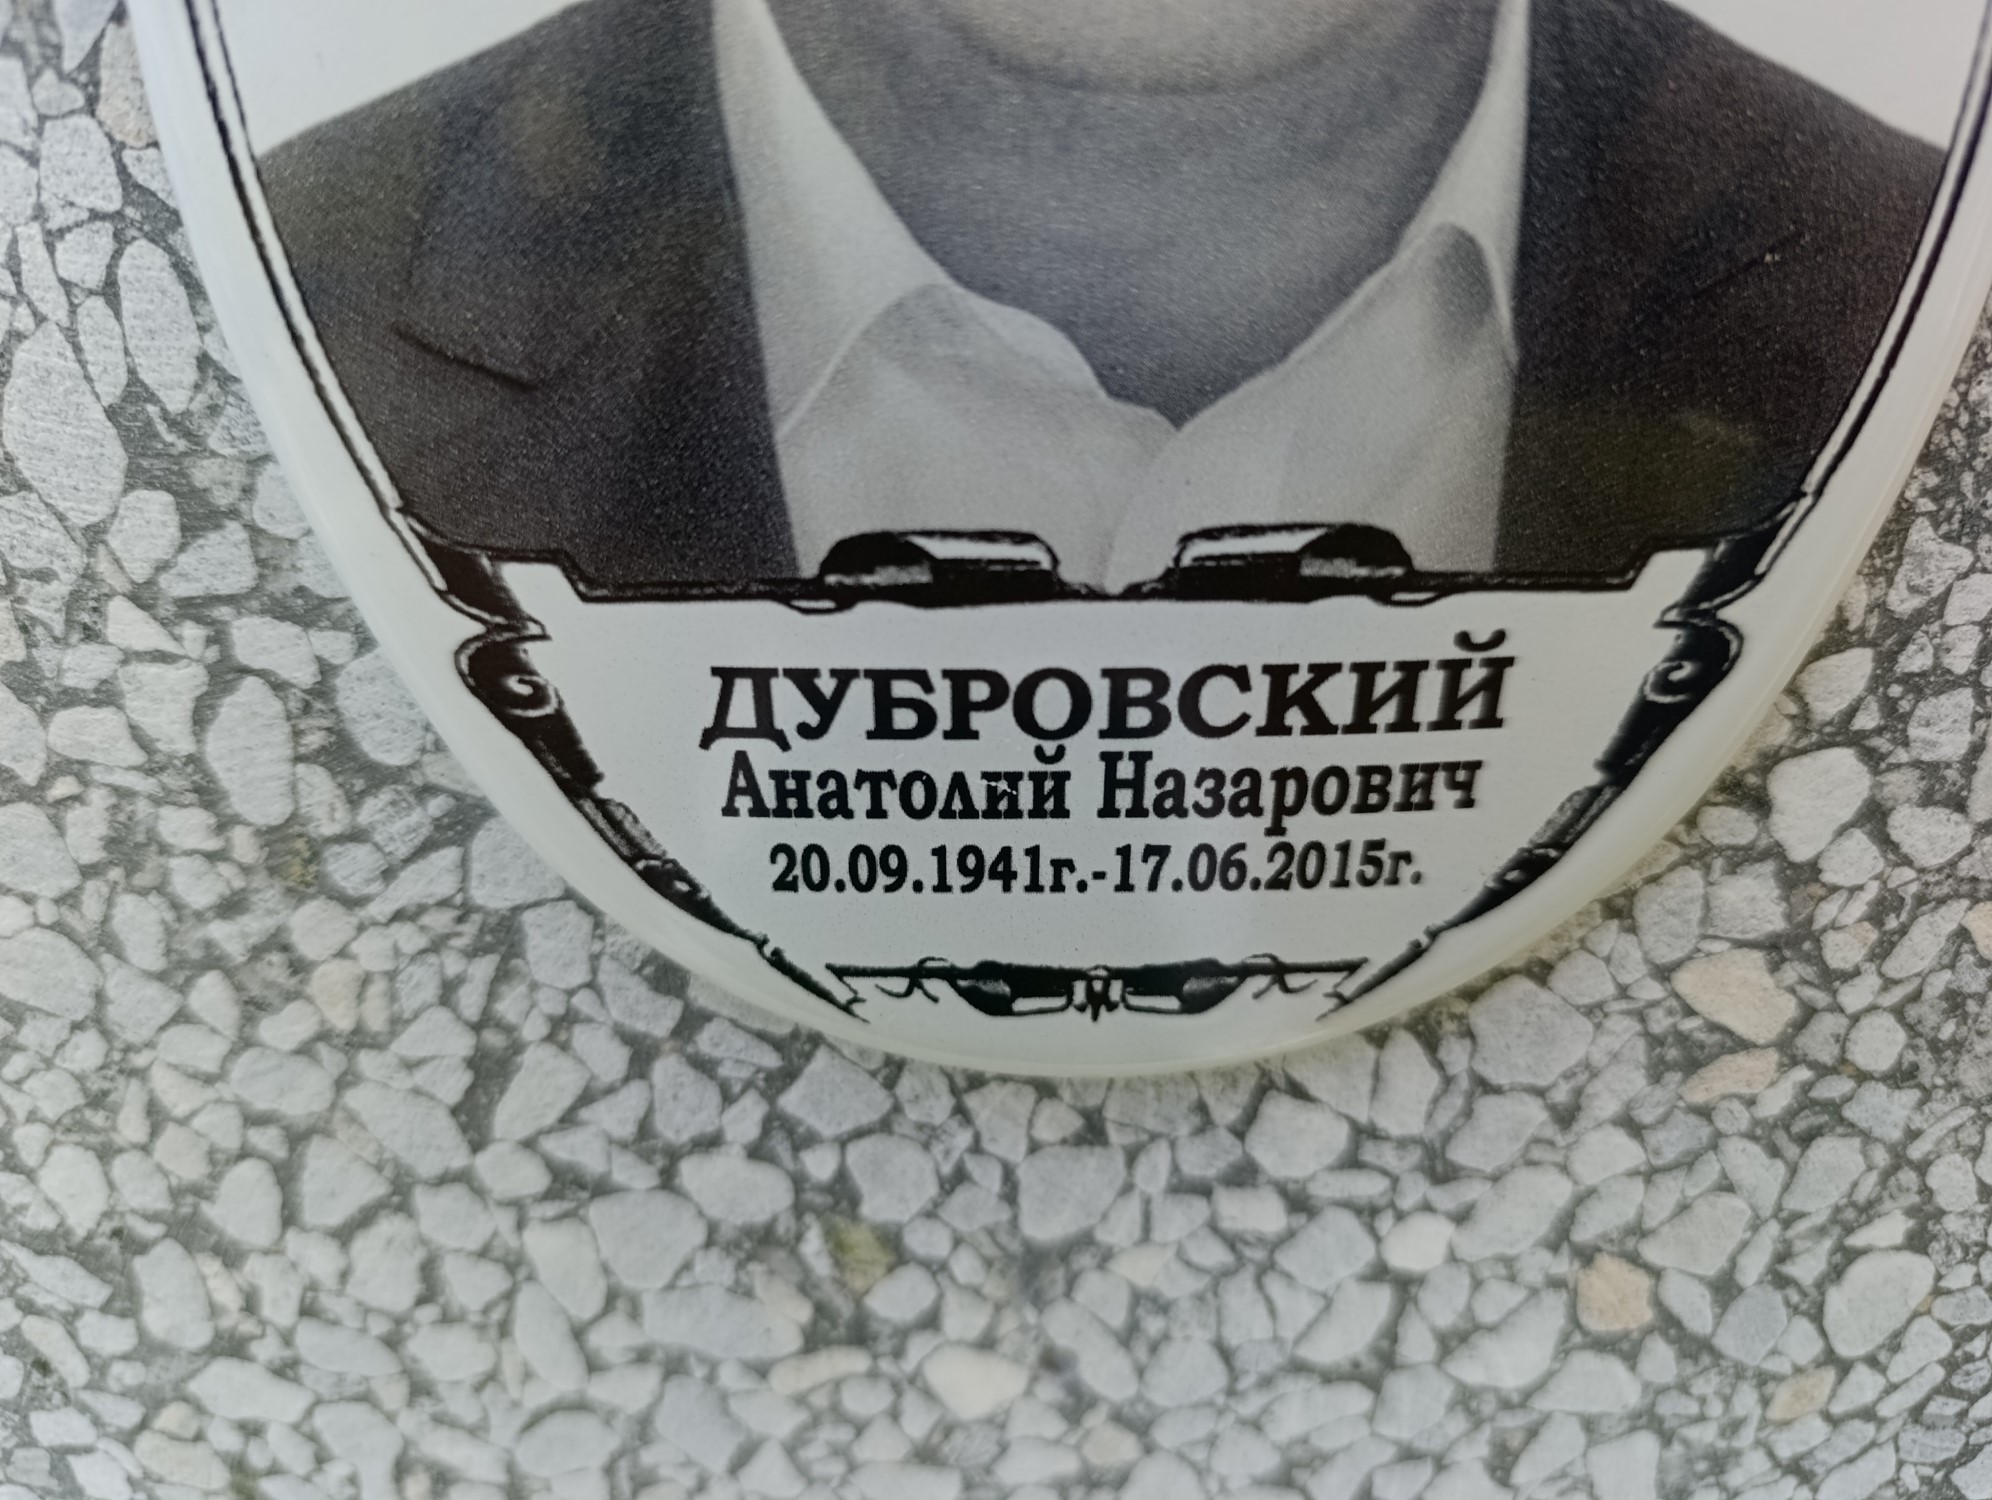 ДУБРОВСКИЙ
Анатолий Назарович
20.09.1941г.-17.06.2015г.